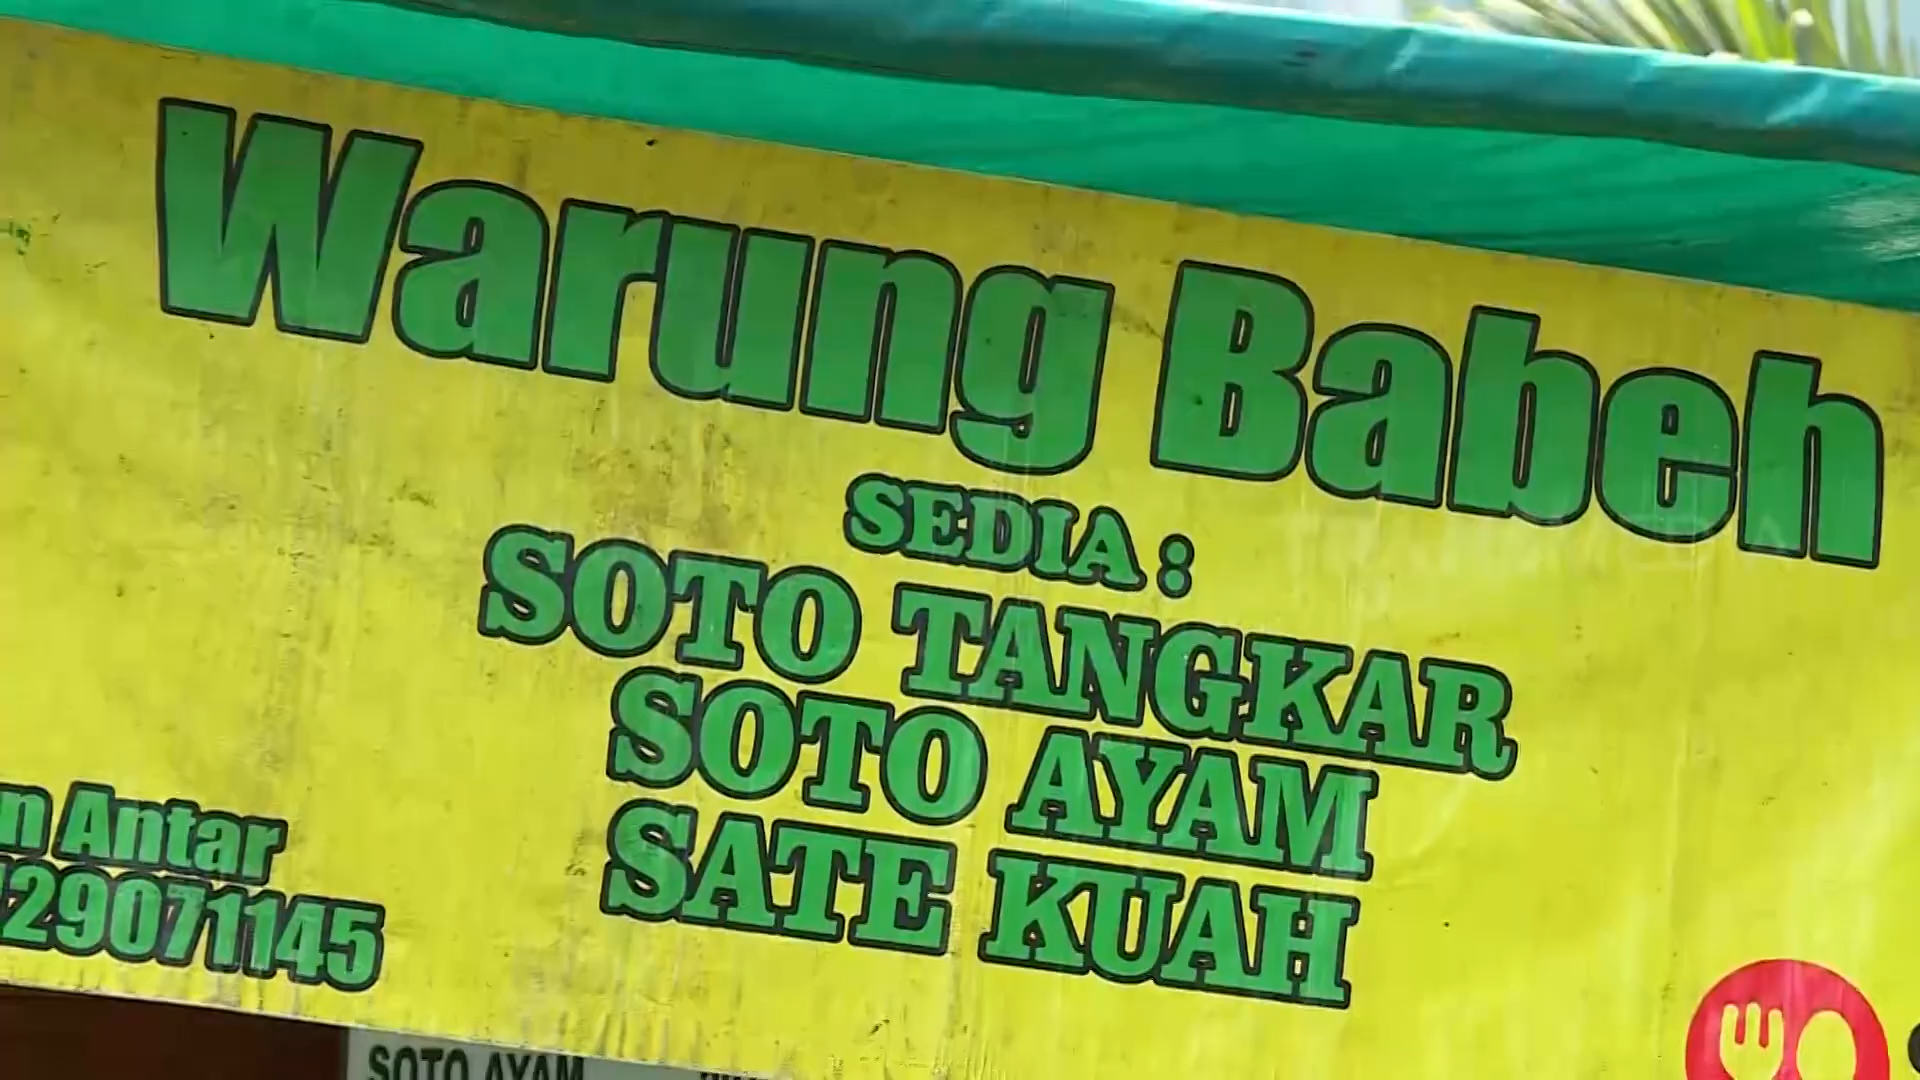 Warung Babeh
SEDIA :
SOTO TANGKAR
SOTO AYAM
SATE KUAH
n Antar
29071145
SOTO AYAM